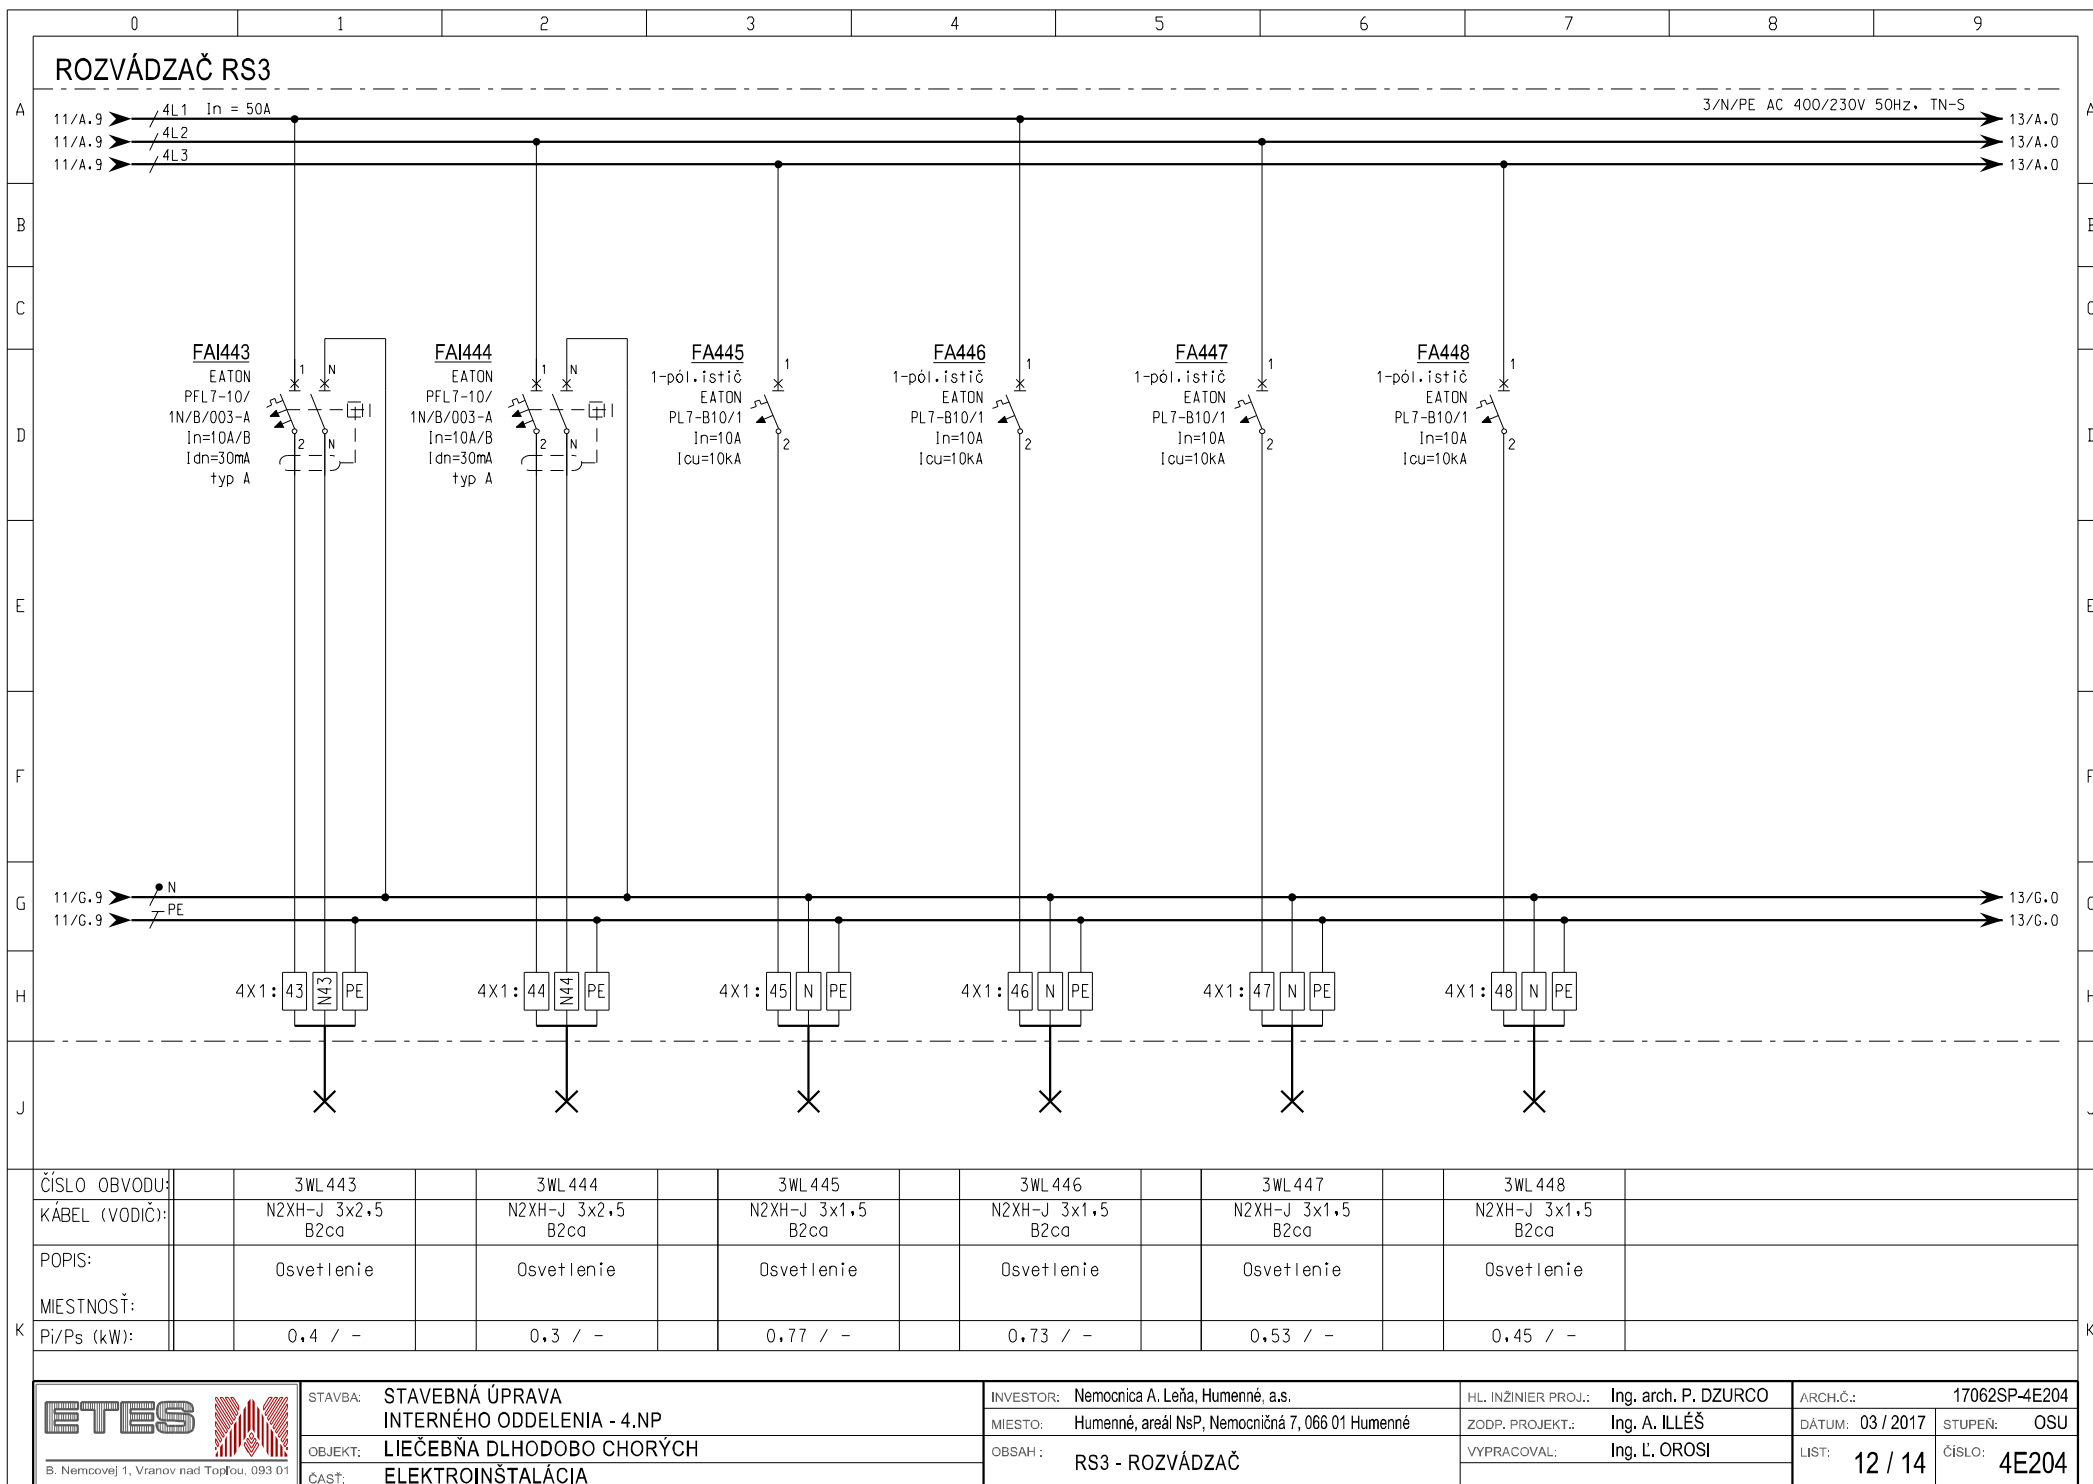 0 1 2 3 4 5 6 7 8 9
ROZVÁDZAČ RS3
A
11/A.9 4L1 In = 50A 3/N/PE AC 400/230V 50Hz, TN-S 13/A.0
11/A.9 4L2 13/A.0
11/A.9 4L3 13/A.0
B
C
D
E
F
G
H
J
K
FAI443
EATON
PFL7-10/
1N/B/003-A
In=10A/B
Idn=30mA
typ A
1 N
2 N
FAI444
EATON
PFL7-10/
1N/B/003-A
In=10A/B
Idn=30mA
typ A
1 N
2 N
FA445
1-pól.istič
EATON
PL7-B10/1
In=10A
Icu=10kA
1
2
FA446
1-pól.istič
EATON
PL7-B10/1
In=10A
Icu=10kA
1
2
FA447
1-pól.istič
EATON
PL7-B10/1
In=10A
Icu=10kA
1
2
FA448
1-pól.istič
EATON
PL7-B10/1
In=10A
Icu=10kA
1
2
11/G.9 N 13/G.0
11/G.9 PE 13/G.0
4X1: 43 N43 PE 4X1: 44 N44 PE 4X1: 45 N PE 4X1: 46 N PE 4X1: 47 N PE 4X1: 48 N PE
ČÍSLO OBVODU: 3WL443 3WL444 3WL445 3WL446 3WL447 3WL448
KÁBEL (VODIČ): N2XH-J 3x2,5 N2XH-J 3x2,5 N2XH-J 3x1,5 N2XH-J 3x1,5 N2XH-J 3x1,5 N2XH-J 3x1,5
B2ca B2ca B2ca B2ca B2ca B2ca
POPIS: Osvetlenie Osvetlenie Osvetlenie Osvetlenie Osvetlenie Osvetlenie
MIESTNOSŤ:
Pi/Ps (kW): 0,4 / - 0,3 / - 0,77 / - 0,73 / - 0,53 / - 0,45 / -
ETES
B. Nemcovej 1, Vranov nad Topľou, 093 01
STAVBA: STAVEBNÁ ÚPRAVA
INTERNÉHO ODDELENIA - 4.NP
OBJEKT: LIEČEBŇA DLHODOBO CHORÝCH
ČASŤ: ELEKTROINŠTALÁCIA
INVESTOR: Nemocnica A. Leňa, Humenné, a.s.
MIESTO: Humenné, areál NsP, Nemocničná 7, 066 01 Humenné
OBSAH : RS3 - ROZVÁDZAČ
HL. INŽINIER PROJ.: Ing. arch. P. DZURCO
ZODP. PROJEKT.: Ing. A. ILLÉŠ
VYPRACOVAL: Ing. Ľ. OROSI
ARCH.Č.: 17062SP-4E204
DÁTUM: 03 / 2017 STUPEŇ: OSU
LIST: 12 / 14 ČÍSLO: 4E204